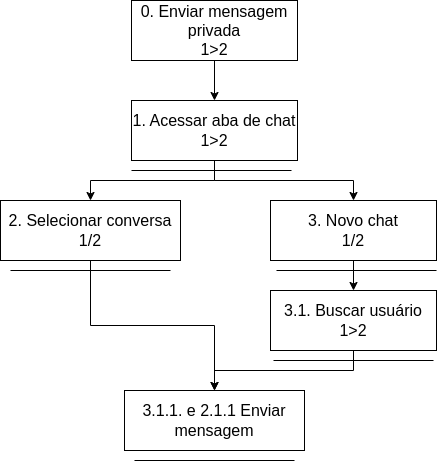 0. Enviar mensagem
privada
1>2
1. Acessar aba de chat
1>2
2. Selecionar conversa
1/2
3. Novo chat
1/2
3.1. Buscar usuário
1>2
3.1.1. e 2.1.1 Enviar
mensagem